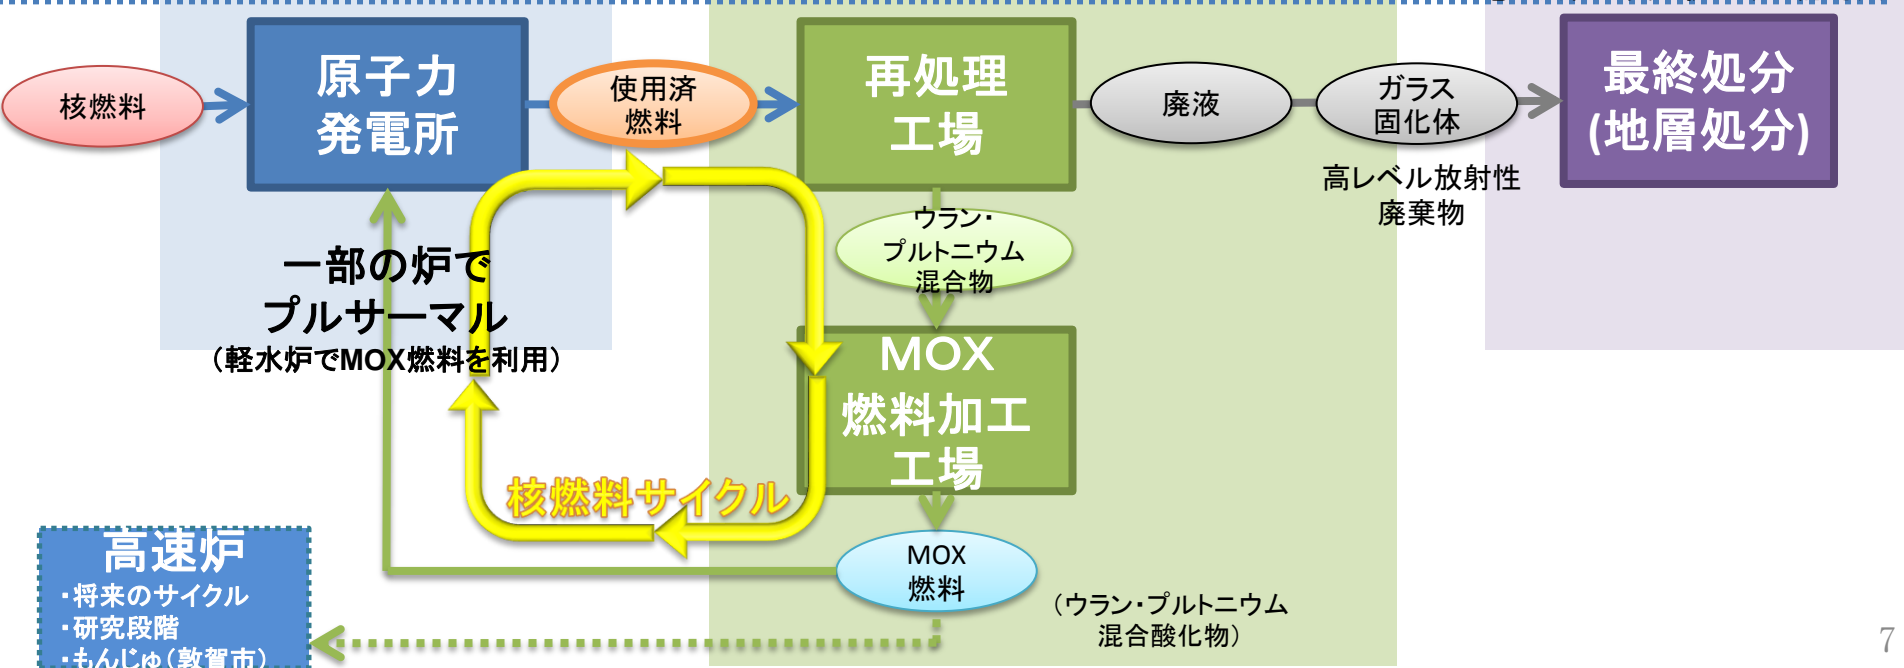 核燃料
原子力
発電所
使用済
燃料
再処理
工場
廃液
ガラス
固化体
最終処分
(地層処分)
高レベル放射性
廃棄物
ウラン・
プルトニウム
混合物
一部の炉で
プルサーマル
（軽水炉でMOX燃料を利用）
MOX
燃料加工
工場
核燃料サイクル
MOX
燃料
（ウラン・プルトニウム
混合酸化物）
高速炉
・将来のサイクル
・研究段階
・もんじゅ（敦賀市）
7